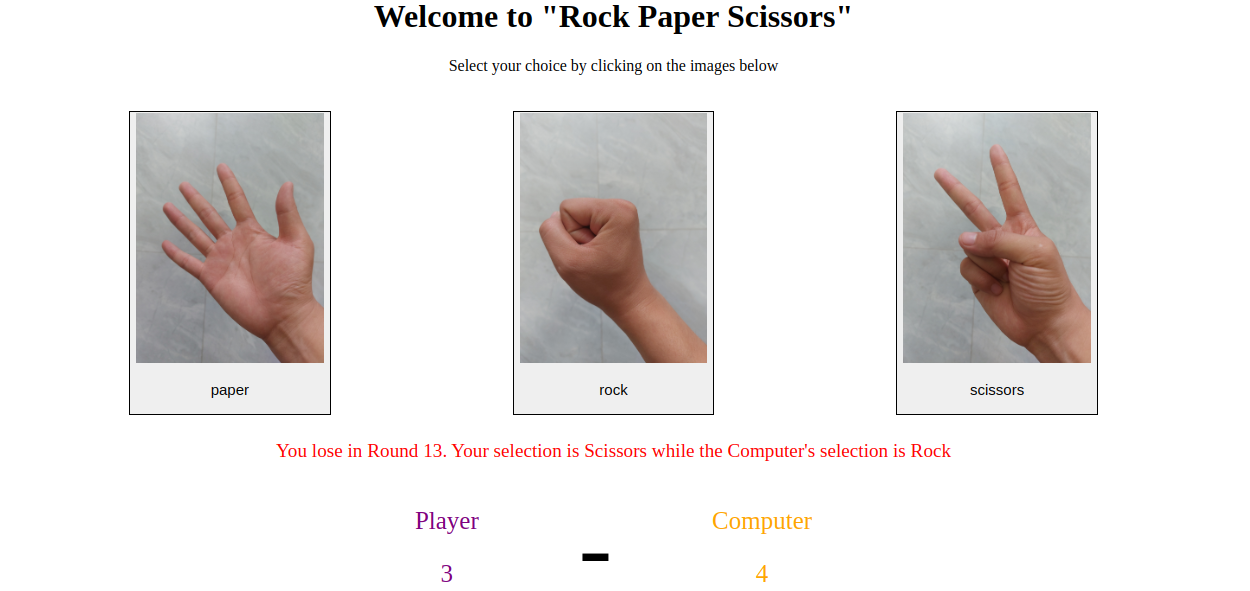 Welcome to "Rock Paper Scissors"
Select your choice by clicking on the images below
paper
rock
scissors
You lose in Round 13. Your selection is Scissors while the Computer's selection is Rock
Player
Computer
-
3
4